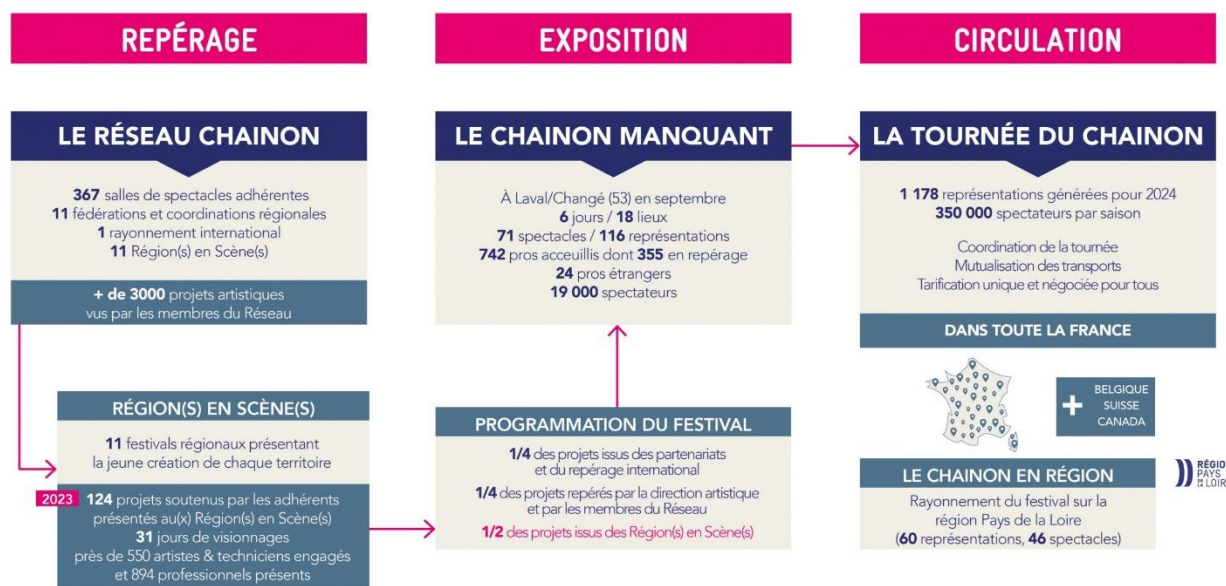 REPÉRAGE
LE RÉSEAU CHAINON
367 salles de spectacles adhérentes
11 fédérations et coordinations régionales
1 rayonnement international
11 Région(s) en Scène(s)
+ de 3000 projets artistiques
vus par les membres du Réseau
RÉGION(S) EN SCÈNE(S)
11 festivals régionaux présentant
la jeune création de chaque territoire
2023
124 projets soutenus par les adhérents
présentés au(x) Région(s) en Scène(s)
31 jours de visionnages
près de 550 artistes & techniciens engagés
et 894 professionnels présents
EXPOSITION
LE CHAINON MANQUANT
À Laval/Changé (53) en septembre
6 jours / 18 lieux
71 spectacles / 116 représentations
742 pros acceuillis dont 355 en repérage
24 pros étrangers
19 000 spectateurs
PROGRAMMATION DU FESTIVAL
1/4 des projets issus des partenariats
et du repérage international
1/4 des projets repérés par la direction artistique
et par les membres du Réseau
1/2 des projets issus des Région(s) en Scène(s)
CIRCULATION
LA TOURNÉE DU CHAINON
1 178 représentations générées pour 2024
350 000 spectateurs par saison
Coordination de la tournée
Mutualisation des transports
Tarification unique et négociée pour tous
DANS TOUTE LA FRANCE
+
BELGIQUE
SUISSE
CANADA
LE CHAINON EN RÉGION
Rayonnement du festival sur la
région Pays de la Loire
(60 représentations, 46 spectacles)
RÉGIO
PAYS
DE LA LOIR